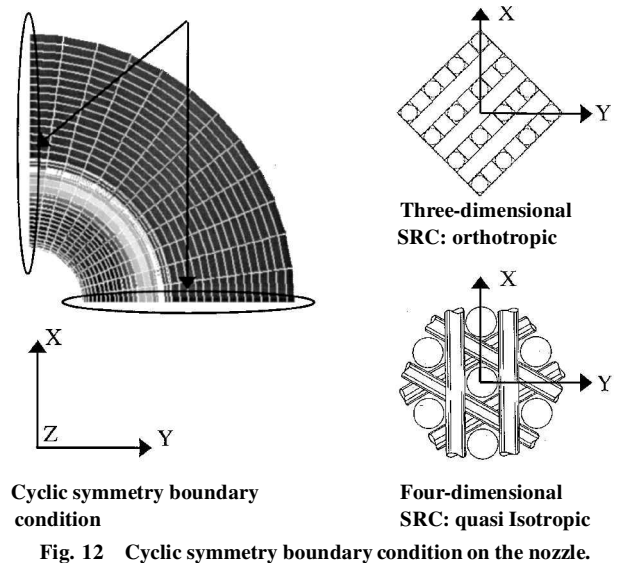 X
Y
Three-dimensional
SRC: orthotropic
X
Y
X
Z
Y
Cyclic symmetry boundary
condition
Four-dimensional
SRC: quasi Isotropic
Fig. 12 Cyclic symmetry boundary condition on the nozzle.